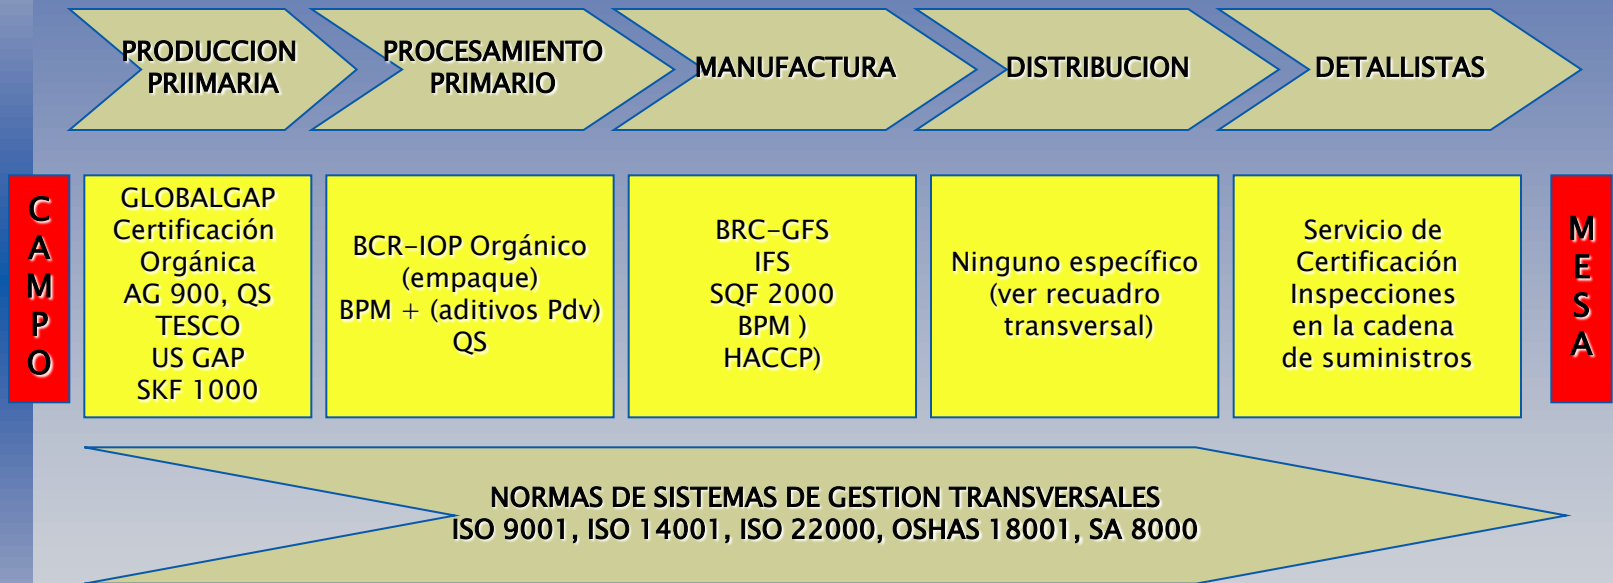 PRODUCCION
PRIIMARIA
PROCESAMIENTO
PRIMARIO
MANUFACTURA
DISTRIBUCION
DETALLISTAS
C
A
M
P
O
GLOBALGAP
Certificación
Orgánica
AG 900, QS
TESCO
US GAP
SKF 1000
BCR-IOP Orgánico
(empaque)
BPM + (aditivos Pdv)
QS
BRC-GFS
IFS
SQF 2000
BPM )
HACCP)
Ninguno específico
(ver recuadro
transversal)
Servicio de
Certificación
Inspecciones
en la cadena
de suministros
M
E
S
A
NORMAS DE SISTEMAS DE GESTION TRANSVERSALES
ISO 9001, ISO 14001, ISO 22000, OSHAS 18001, SA 8000